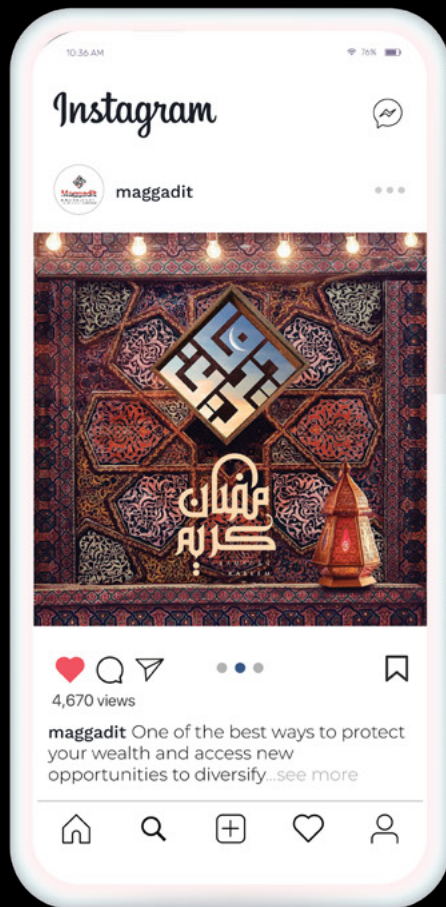 10:36 AM
76%
Instagram
Maggadit
maggadit
رمضان
كريم
4,670 views
maggadit One of the best ways to protect
your wealth and access new
opportunities to diversify...see more